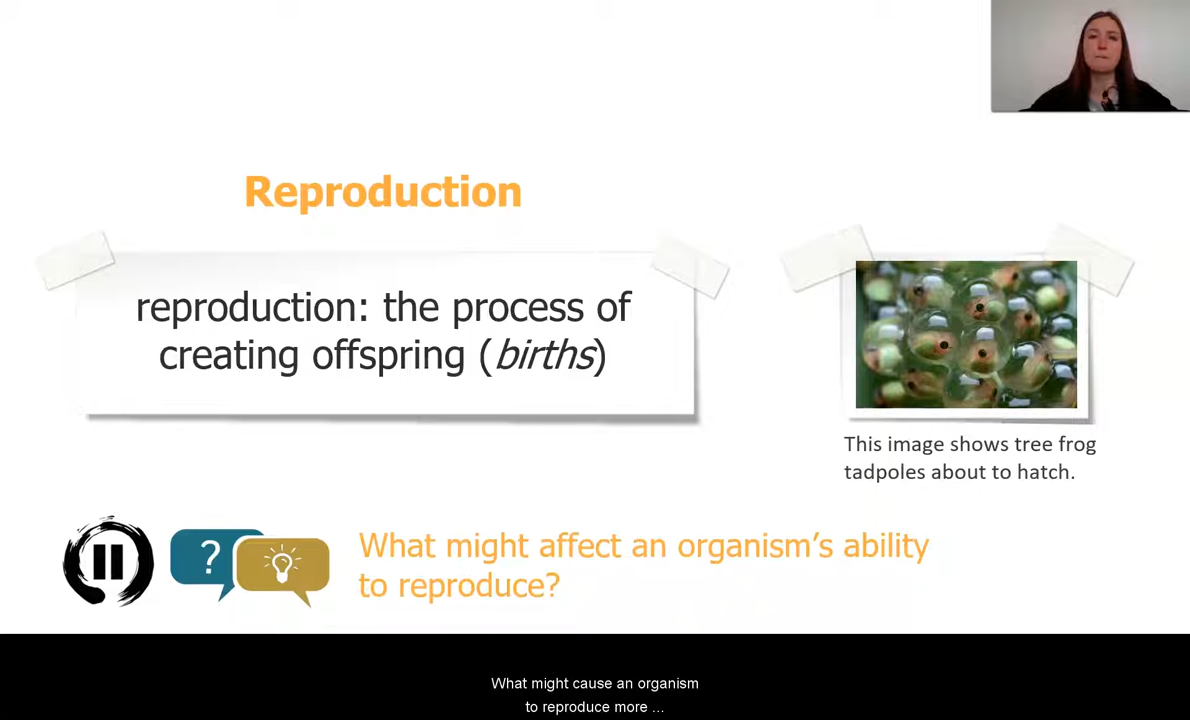 Reproduction
reproduction: the process of
creating offspring (births)
This image shows tree frog
tadpoles about to hatch.
?
What might affect an organism's ability
to reproduce?
What might cause an organism
to reproduce more ...